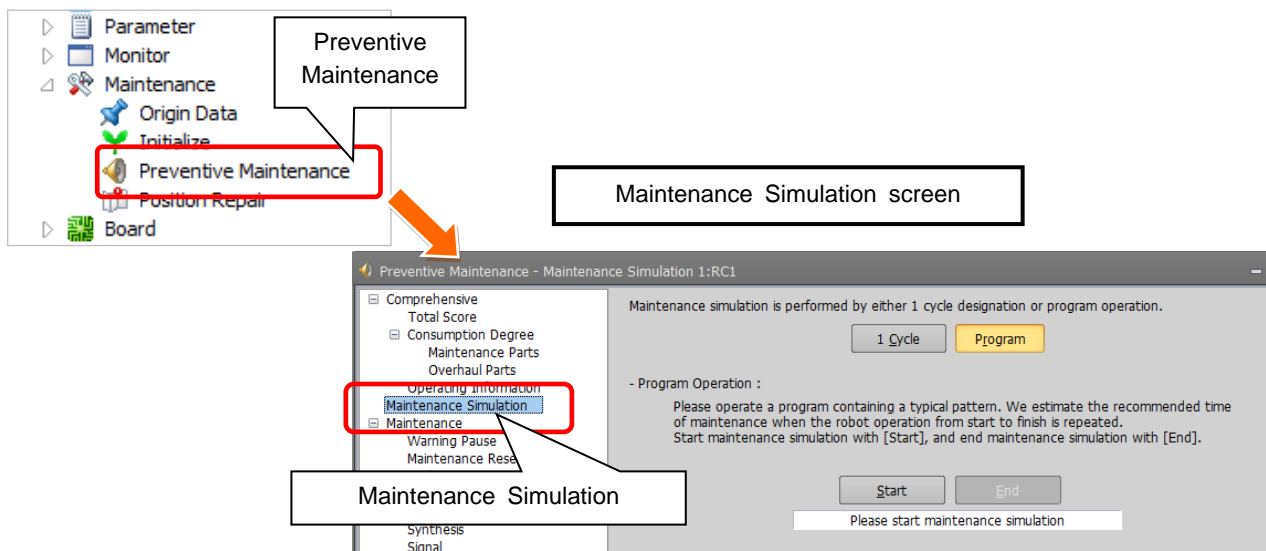 Parameter
Monitor
Maintenance
Origin Data
Initialize
Preventive Maintenance
Position Repair
Board
Preventive
Maintenance
Maintenance Simulation screen
Preventive Maintenance - Maintenance Simulation 1:RC1
Comprehensive
Total Score
Consumption Degree
Maintenance Parts
Overhaul Parts
Operating Information
Maintenance Simulation
Maintenance
Warning Pause
Maintenance Rese
Synthesis
Signal
Maintenance Simulation
Maintenance simulation is performed by either 1 cycle designation or program operation.
1 Cycle
Program
- Program Operation :
Please operate a program containing a typical pattern. We estimate the recommended time
of maintenance when the robot operation from start to finish is repeated.
Start maintenance simulation with [Start], and end maintenance simulation with [End].
Start
End
Please start maintenance simulation